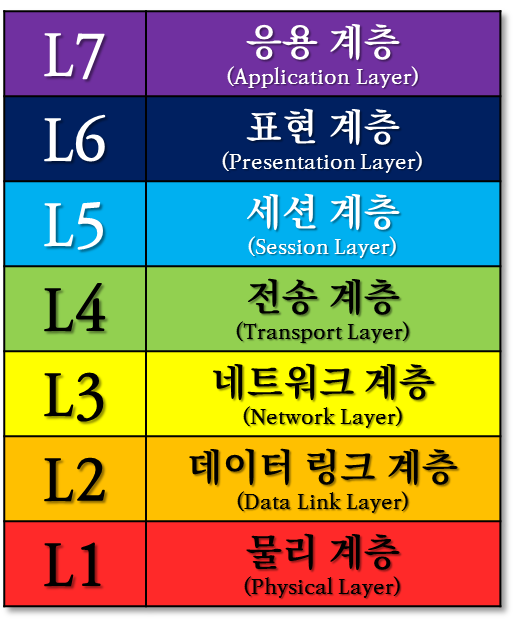 L7
응용 계층
(Application Layer)
L6
표현 계층
(Presentation Layer)
L5
세션 계층
(Session Layer)
L4
전송 계층
(Transport Layer)
L3
네트워크 계층
(Network Layer)
L2
데이터 링크 계층
(Data Link Layer)
L1
물리 계층
(Physical Layer)